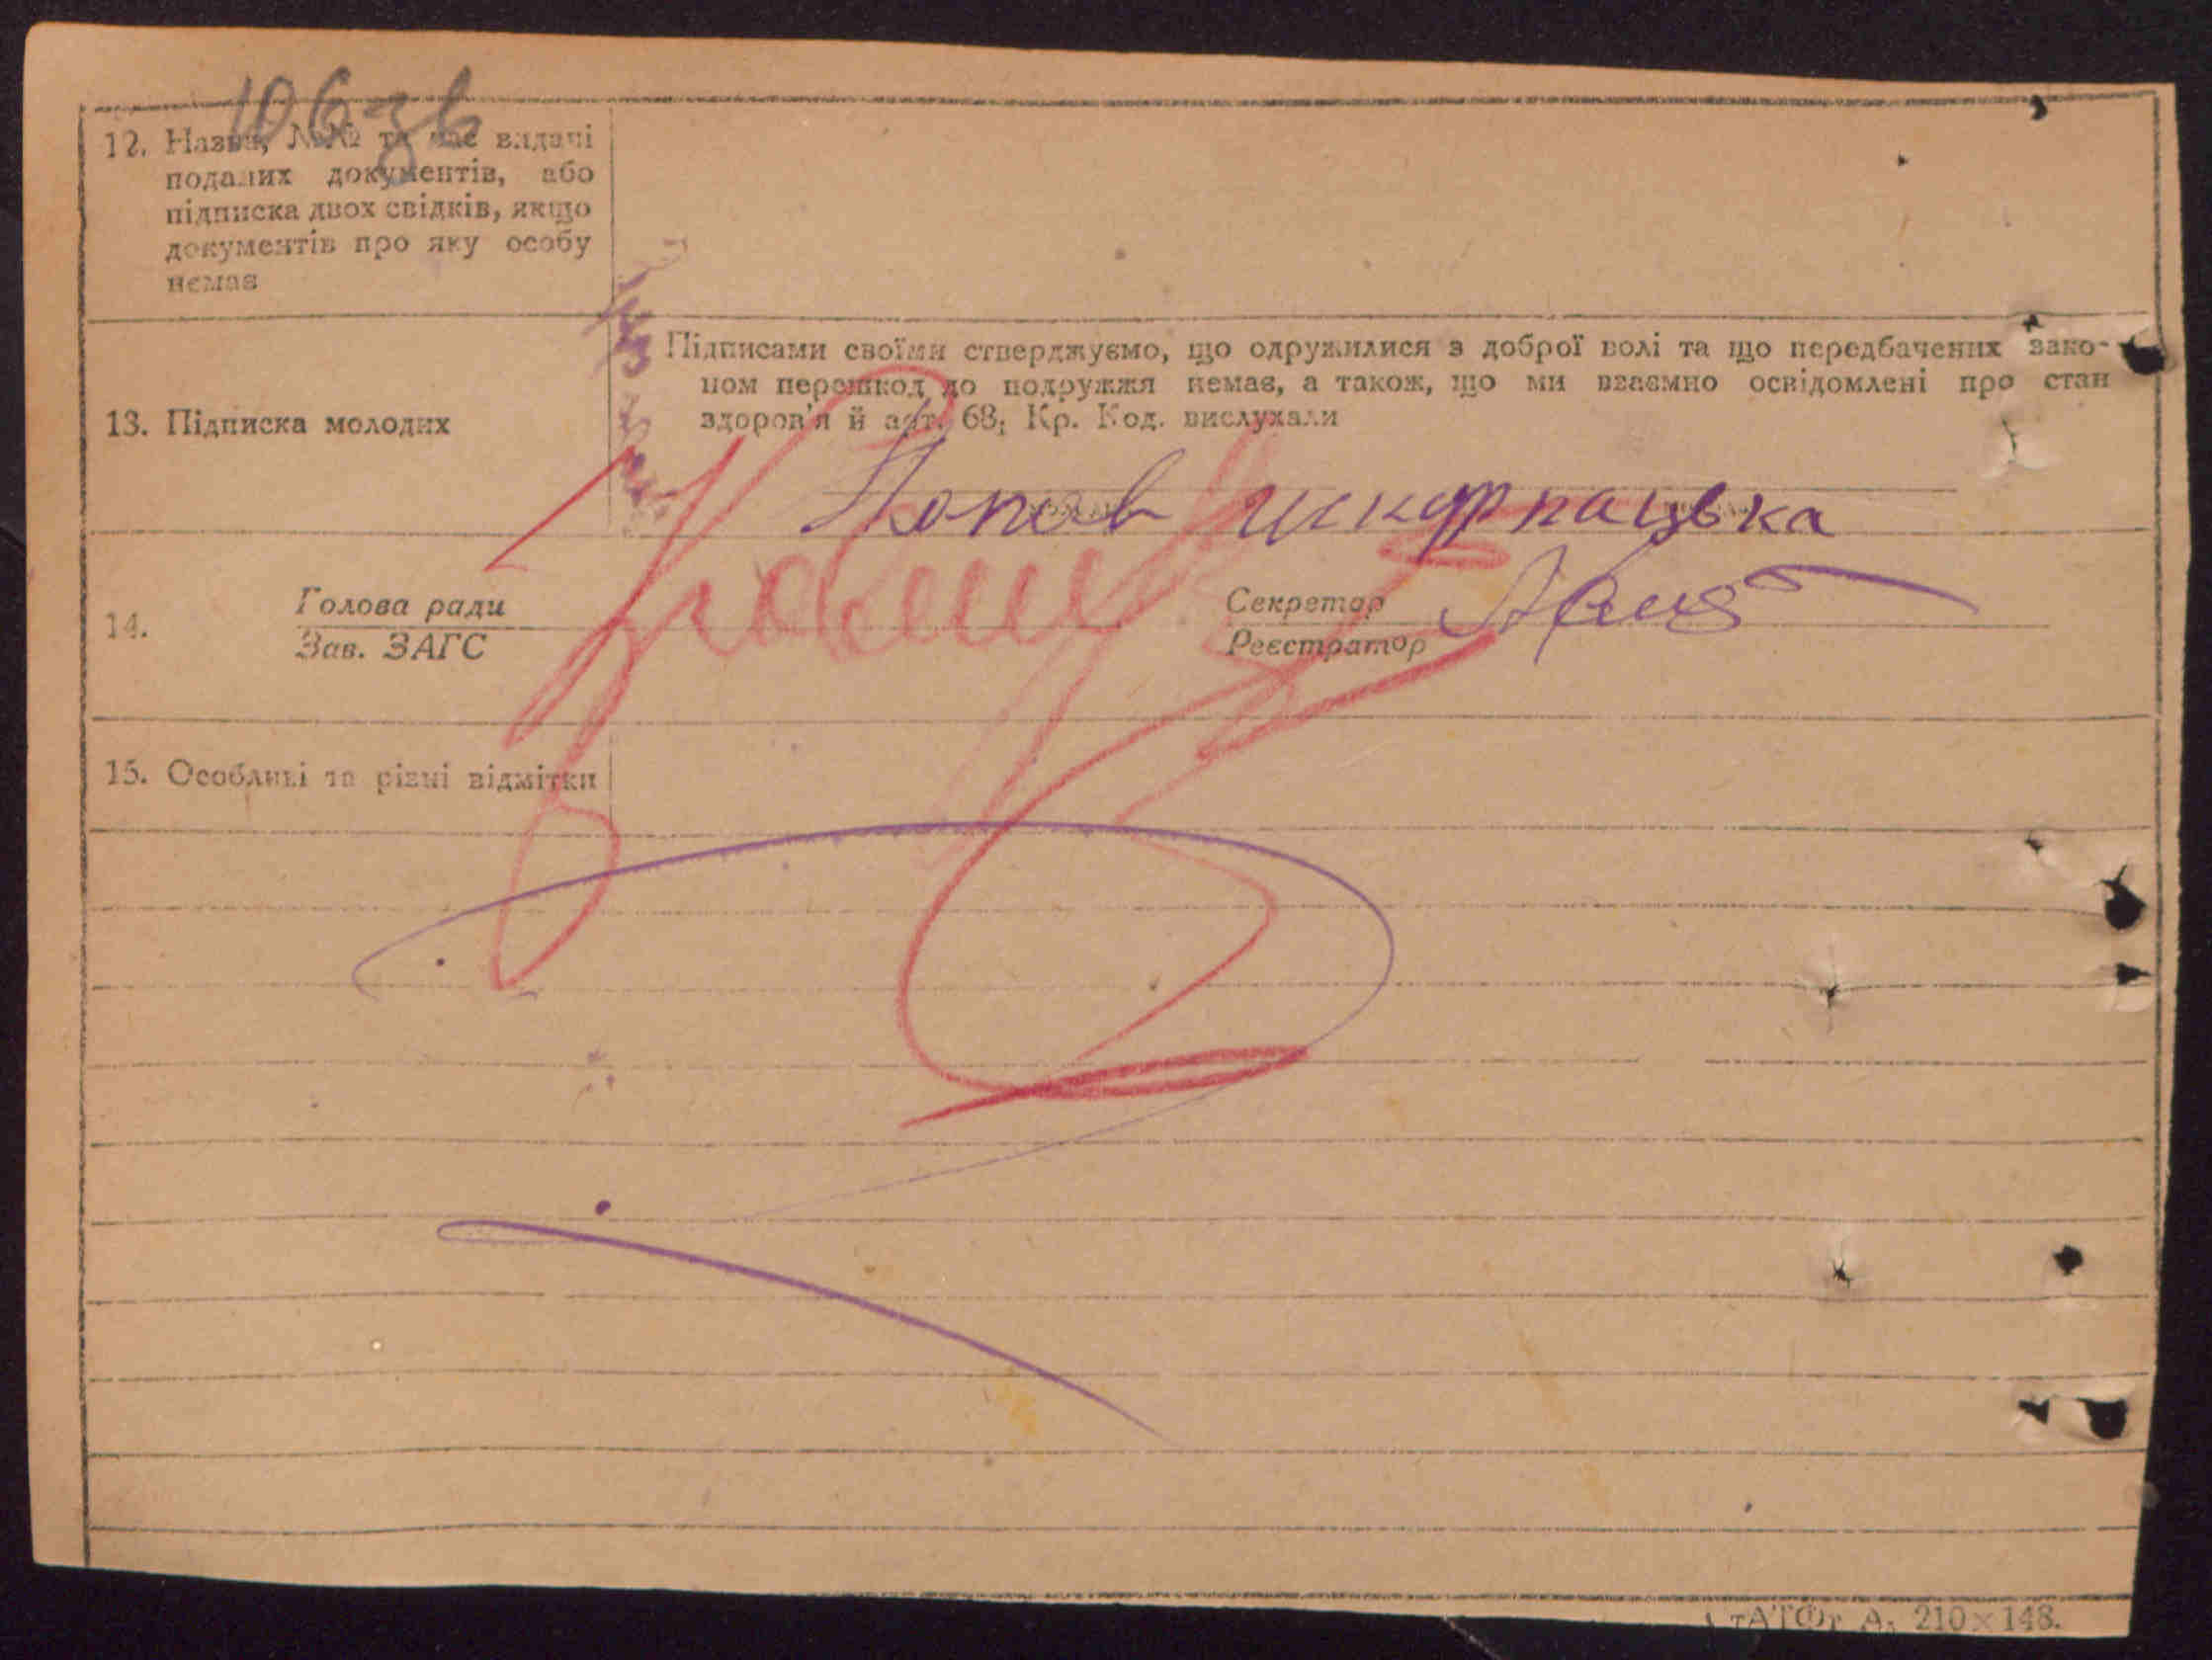 106 зв
12. Назва, №№ та час видачі
поданих документів, або
підписка двох свідків, якщо
документів про яку особу
немає
13. Підписка молодих
Підписами своїми стверджуємо, що одружилися з доброї волі та що передбачених зако-
ном перешкод до подружжя немає, а також, що ми взаємно освідомлені про стан
здоров'я й арт. 68, Кр. Код. вислухали
Попов
14.
Голова ради
Зав. ЗАГС
Секретар
Реєстратор
15. Особливі та різні відмітки
210 × 148.